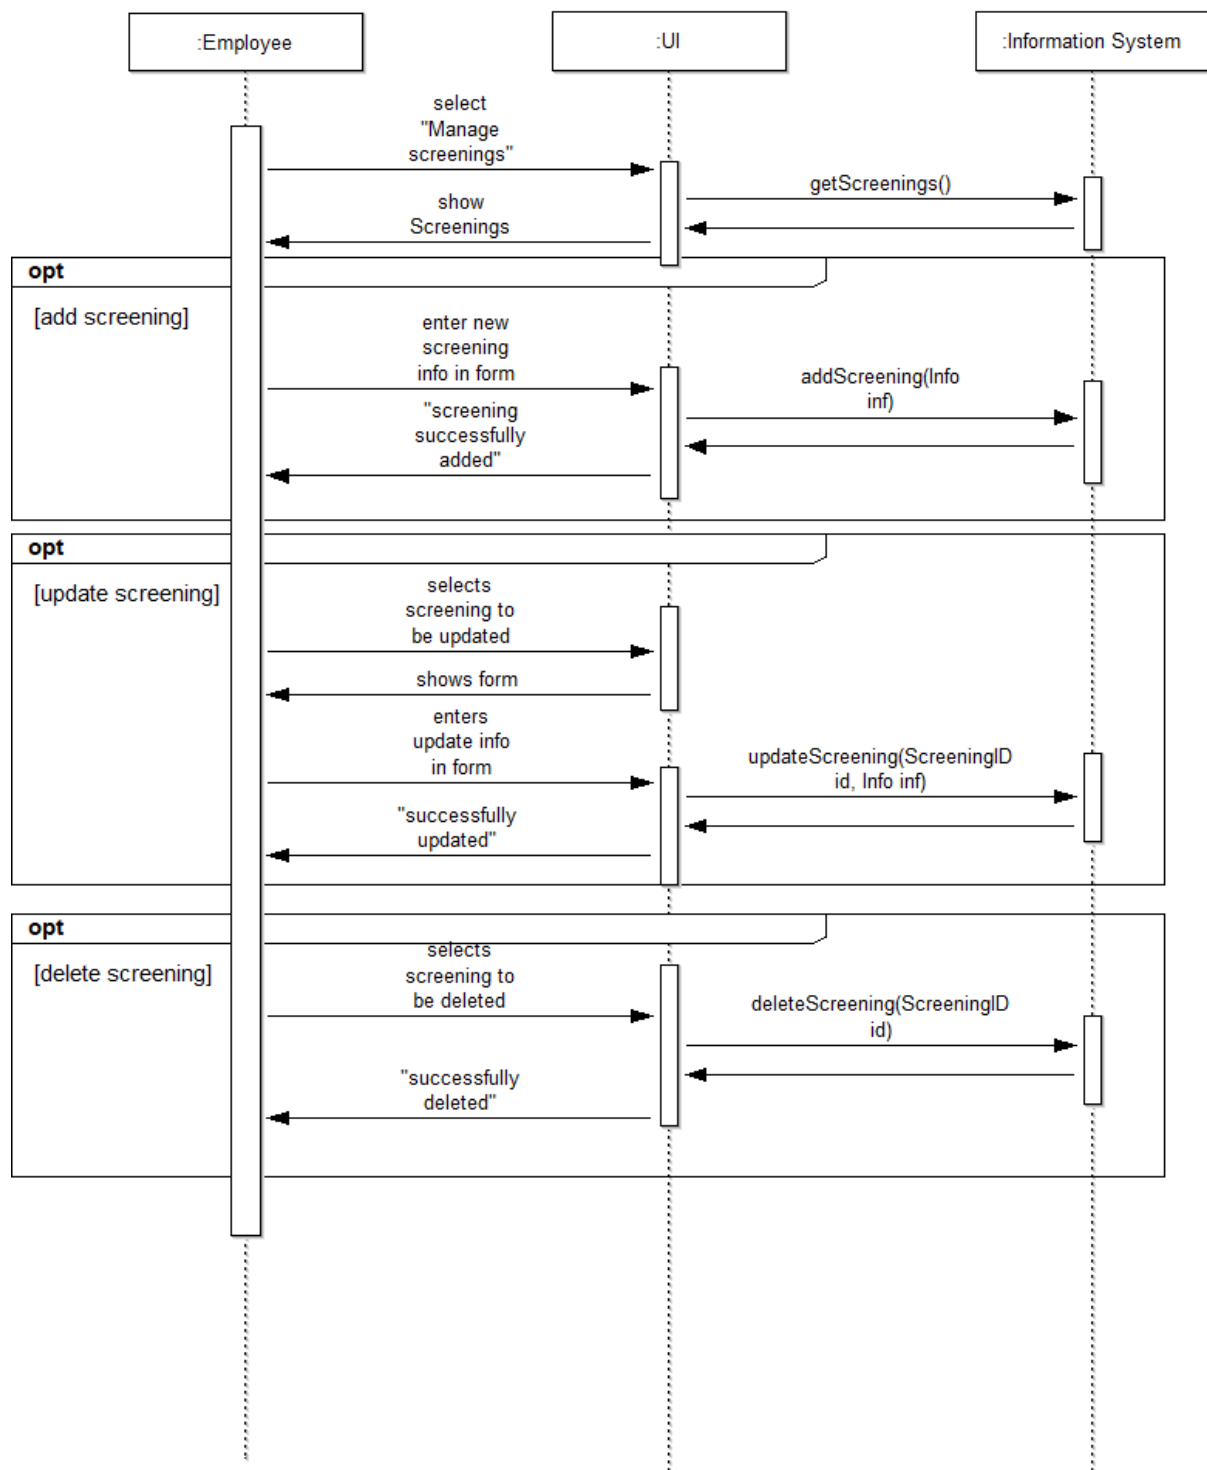 :Employee
:UI
:Information System
select
"Manage
screenings"
getScreenings()
show
Screenings
opt
[add screening]
enter new
screening
info in form
addScreening(Info
inf)
"screening
successfully
added"
opt
[update screening]
selects
screening to
be updated
shows form
enters
update info
in form
updateScreening(ScreeningID
id, Info inf)
"successfully
updated"
opt
[delete screening]
selects
screening to
be deleted
deleteScreening(ScreeningID
id)
"successfully
deleted"